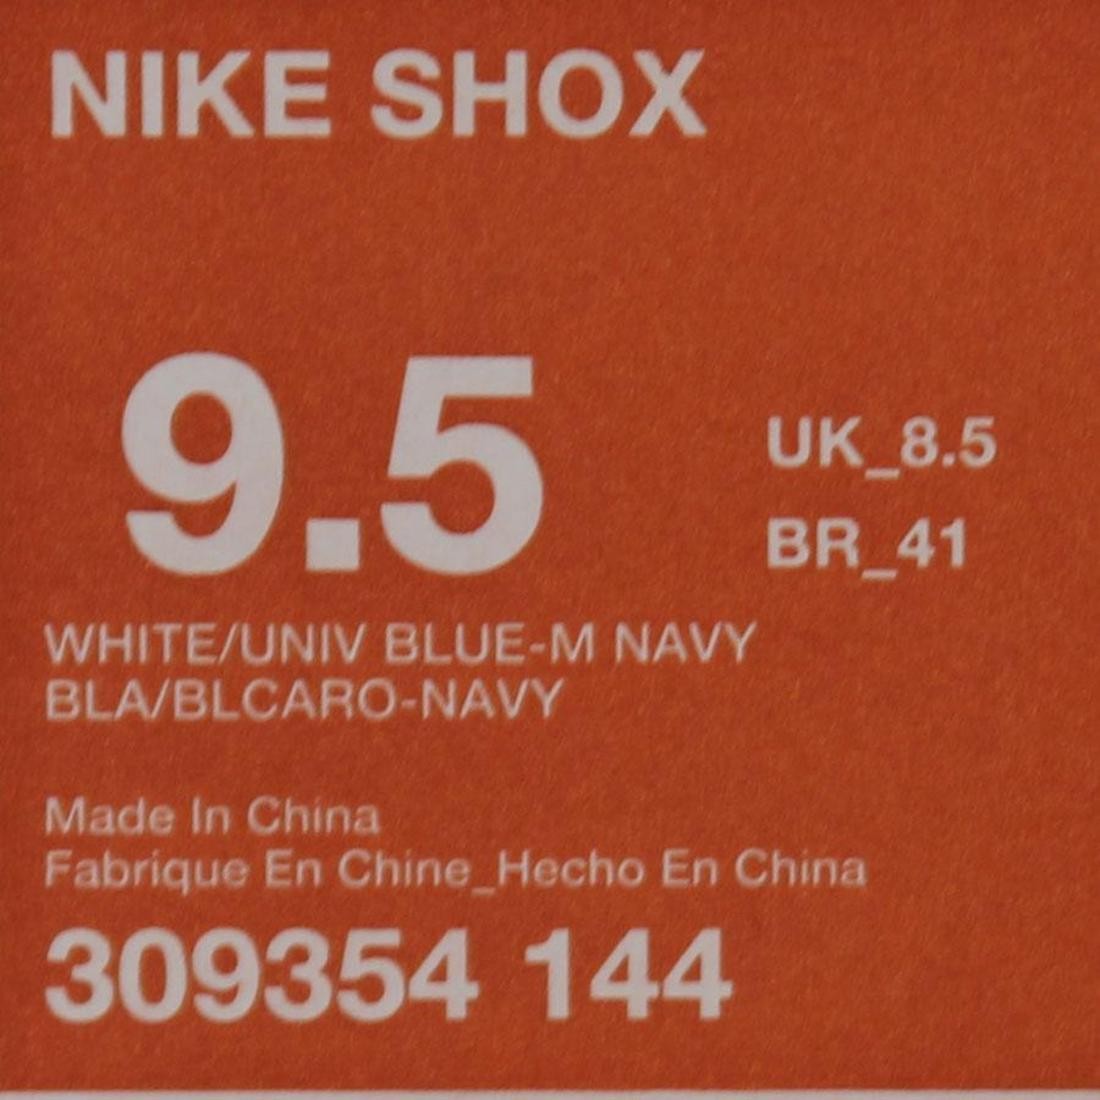 NIKE SHOX
9.5
UK_8.5
BR_41
WHITE/UNIV BLUE-M NAVY
BLA/BLCARO-NAVY
Made In China
Fabrique En Chine_Hecho En China
309354 144